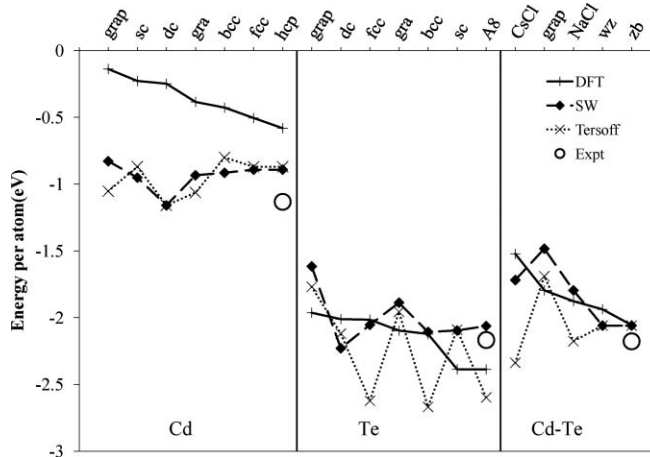 grap sc dc gra bcc fcc hcp grap dc fcc gra bcc sc A8 CsCl grap NaCl wz zb
0
-0.5
-1
-1.5
-2
-2.5
-3
Energy per atom(eV)
DFT
SW
Tersoff
Expt
Cd Te Cd-Te